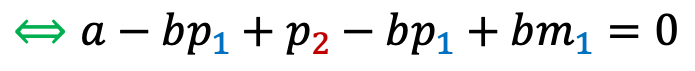 ⟺ a − bp₁ + p₂ − bp₁ + bm₁ = 0